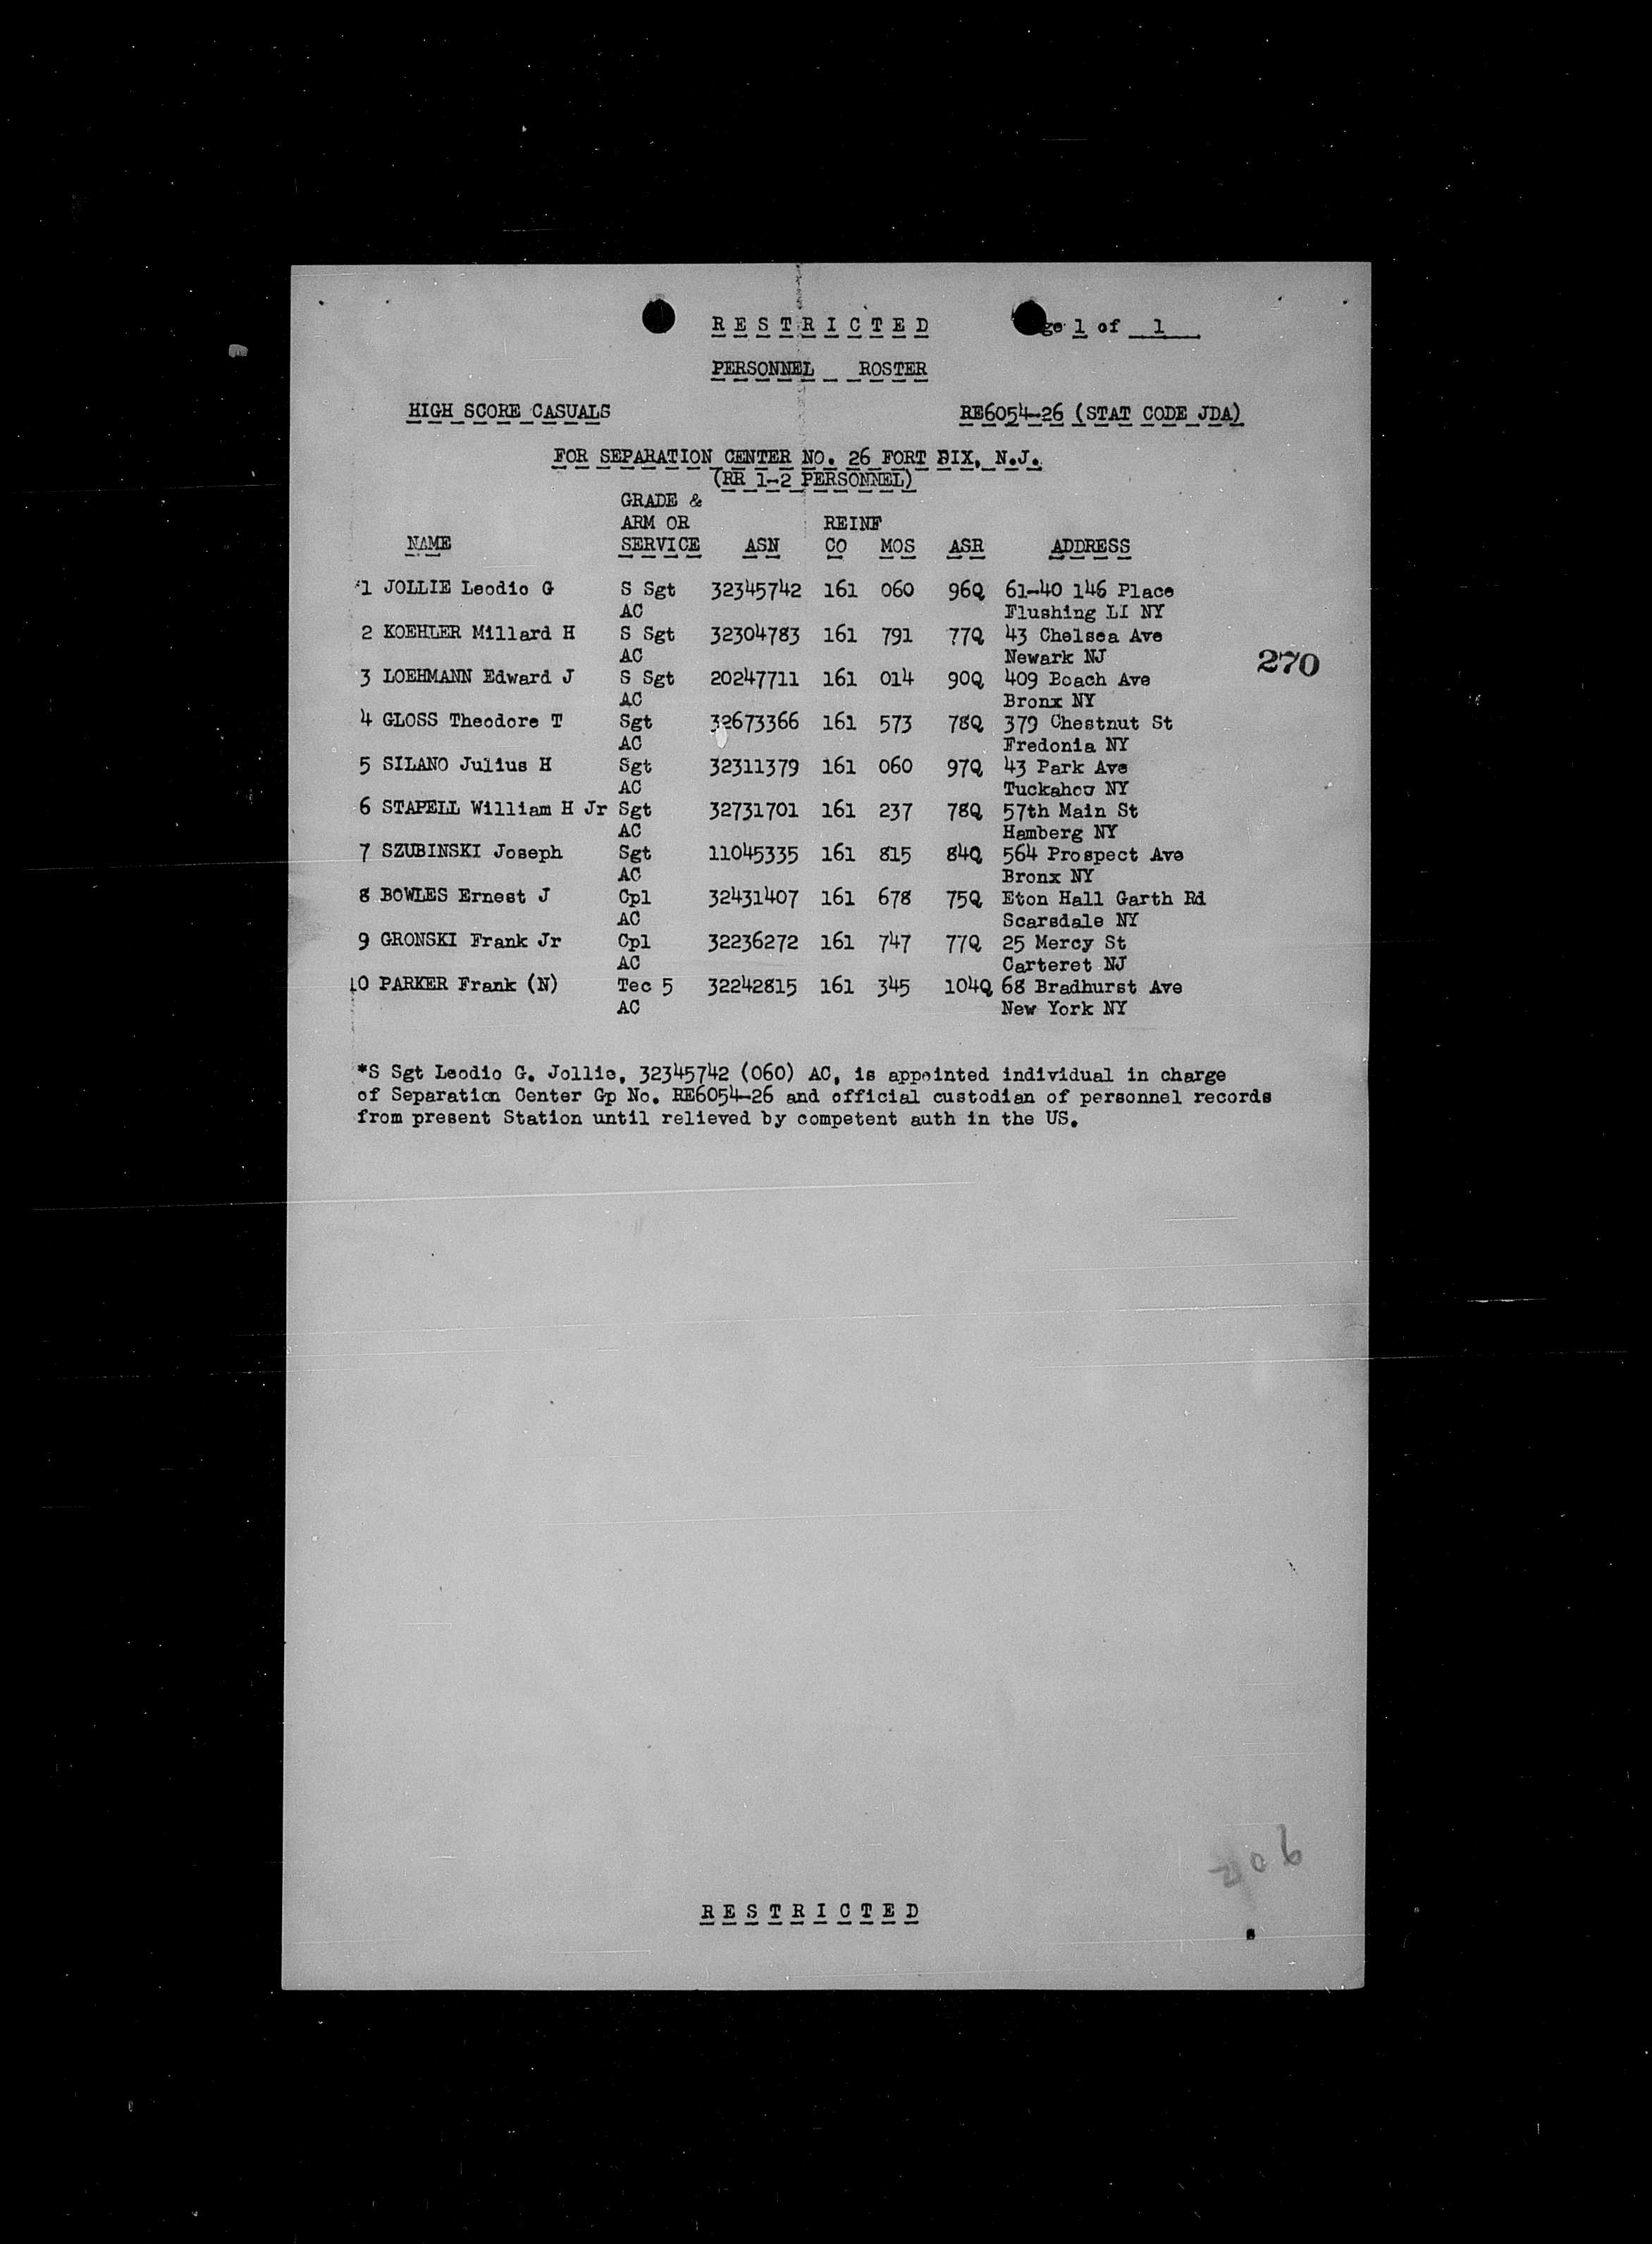 RESTRICTED
ge 1 of 1
PERSONNEL ROSTER
HIGH SCORE CASUALS RE6054-26 (STAT CODE JDA)
FOR SEPARATION CENTER NO. 26 FORT DIX, N.J.
(RR 1-2 PERSONNEL)
GRADE &
ARM OR REINF
NAME SERVICE ASN CO MOS ASR ADDRESS
*1 JOLLIE Leodio G S Sgt 32345742 161 060 96Q 61-40 146 Place
AC Flushing LI NY
2 KOEHLER Millard H S Sgt 32304783 161 791 77Q 43 Chelsea Ave
AC Newark NJ
270
3 LOEHMANN Edward J S Sgt 20247711 161 014 90Q 409 Beach Ave
AC Bronx NY
4 GLOSS Theodore T Sgt 32673366 161 573 78Q 379 Chestnut St
AC Fredonia NY
5 SILANO Julius H Sgt 32311379 161 060 97Q 43 Park Ave
AC Tuckahoe NY
6 STAPELL William H Jr Sgt 32731701 161 237 78Q 57th Main St
AC Hamberg NY
7 SZUBINSKI Joseph Sgt 11045335 161 815 84Q 564 Prospect Ave
AC Bronx NY
8 BOWLES Ernest J Cpl 32431407 161 678 75Q Eton Hall Garth Rd
AC Scarsdale NY
9 GRONSKI Frank Jr Cpl 32236272 161 747 77Q 25 Mercy St
AC Carteret NJ
10 PARKER Frank (N) Tec 5 32242815 161 345 104Q 68 Bradhurst Ave
AC New York NY
*S Sgt Leodio G. Jollie, 32345742 (060) AC, is appointed individual in charge
of Separation Center Gp No. RE6054-26 and official custodian of personnel records
from present Station until relieved by competent auth in the US.
RESTRICTED